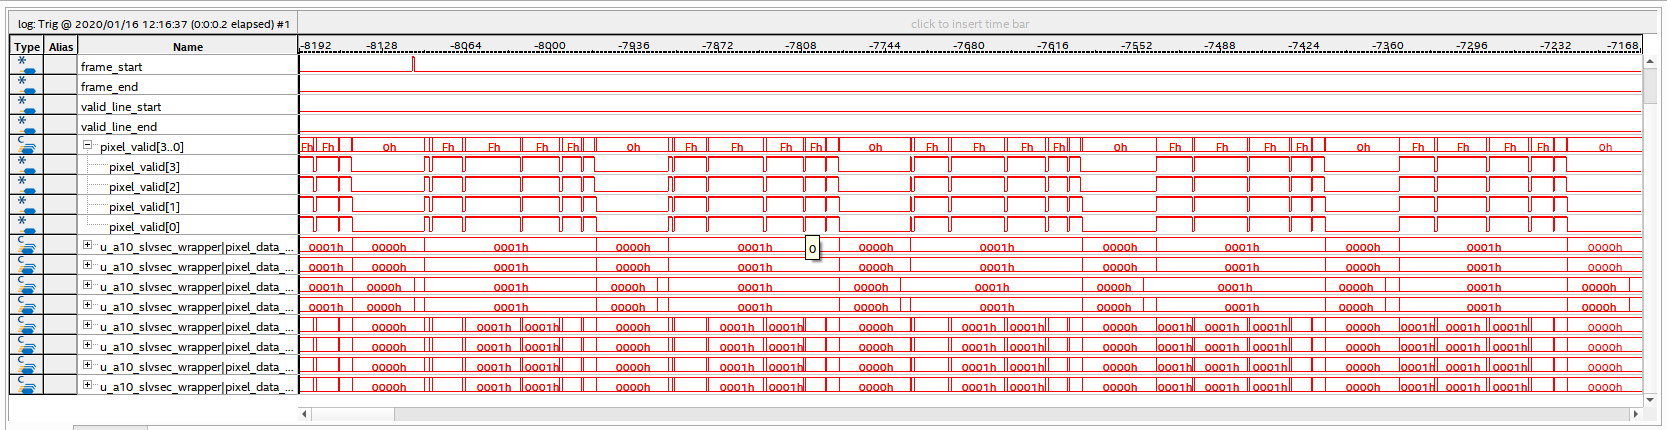 log: Trig @ 2020/01/16 12:16:37 (0:0:0.2 elapsed) #1 click to insert time bar
Type Alias Name -8192 -8128 -8064 -8000 -7936 -7872 -7808 -7744 -7680 -7616 -7552 -7488 -7424 -7360 -7296 -7232 -7168
frame_start
frame_end
valid_line_start
valid_line_end
pixel_valid[3..0] Fh Fh 0h Fh Fh Fh Fh 0h Fh Fh Fh Fh 0h Fh Fh Fh Fh 0h Fh Fh Fh Fh 0h Fh Fh Fh Fh 0h
pixel_valid[3]
pixel_valid[2]
pixel_valid[1]
pixel_valid[0]
u_a10_slvsec_wrapper|pixel_data_... 0001h 0000h 0001h 0000h 0001h 0000h 0001h 0000h 0001h 0000h 0001h 0000h
0
u_a10_slvsec_wrapper|pixel_data_... 0001h 0000h 0001h 0000h 0001h 0000h 0001h 0000h 0001h 0000h 0001h 0000h
u_a10_slvsec_wrapper|pixel_data_... 0001h 0000h 0001h 0000h 0001h 0000h 0001h 0000h 0001h 0000h 0001h 0000h
u_a10_slvsec_wrapper|pixel_data_... 0001h 0000h 0001h 0000h 0001h 0000h 0001h 0000h 0001h 0000h 0001h 0000h
u_a10_slvsec_wrapper|pixel_data_... 0000h 0001h 0001h 0000h 0001h 0001h 0000h 0001h 0001h 0000h 0001h 0001h 0001h 0000h 0001h 0001h 0001h 0000h
u_a10_slvsec_wrapper|pixel_data_... 0000h 0001h 0001h 0000h 0001h 0001h 0000h 0001h 0001h 0000h 0001h 0001h 0001h 0000h 0001h 0001h 0001h 0000h
u_a10_slvsec_wrapper|pixel_data_... 0000h 0001h 0001h 0000h 0001h 0001h 0000h 0001h 0001h 0000h 0001h 0001h 0001h 0000h 0001h 0001h 0001h 0000h
u_a10_slvsec_wrapper|pixel_data_... 0000h 0001h 0001h 0000h 0001h 0001h 0000h 0001h 0001h 0000h 0001h 0001h 0001h 0000h 0001h 0001h 0001h 0000h